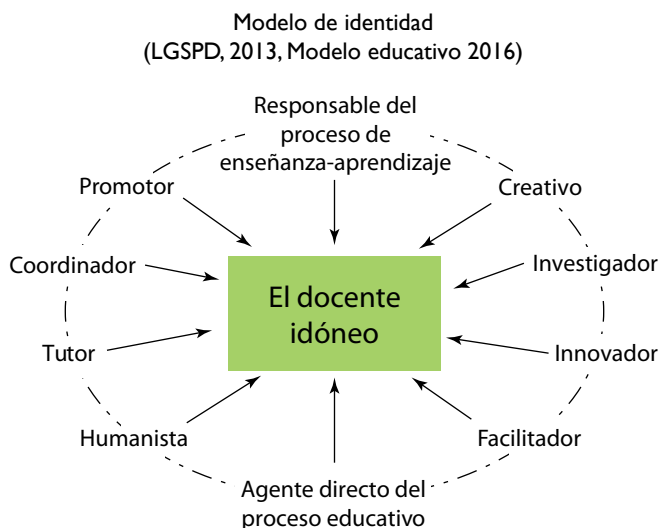 Modelo de identidad
(LGSPD, 2013, Modelo educativo 2016)
Responsable del
proceso de
enseñanza-aprendizaje
Promotor
Creativo
Coordinador
Investigador
El docente
idóneo
Tutor
Innovador
Humanista
Facilitador
Agente directo del
proceso educativo